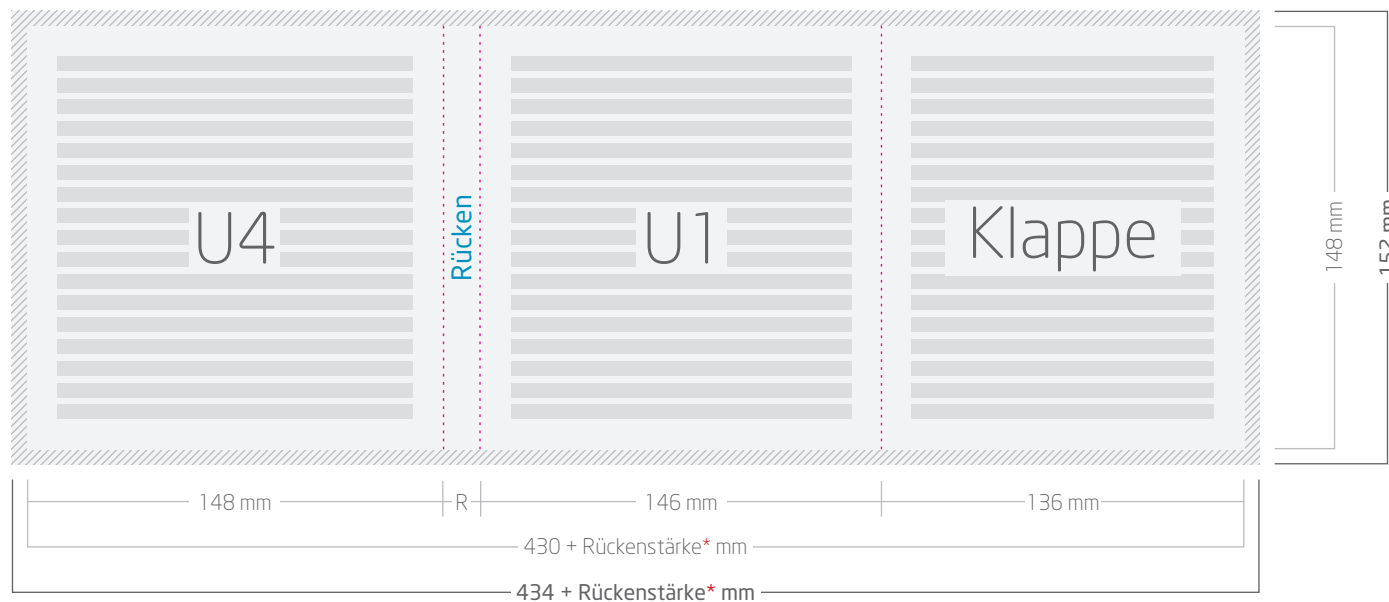 U4
Rücken
U1
Klappe
148 mm
152 mm
148 mm
R
146 mm
136 mm
430 + Rückenstärke* mm
434 + Rückenstärke* mm